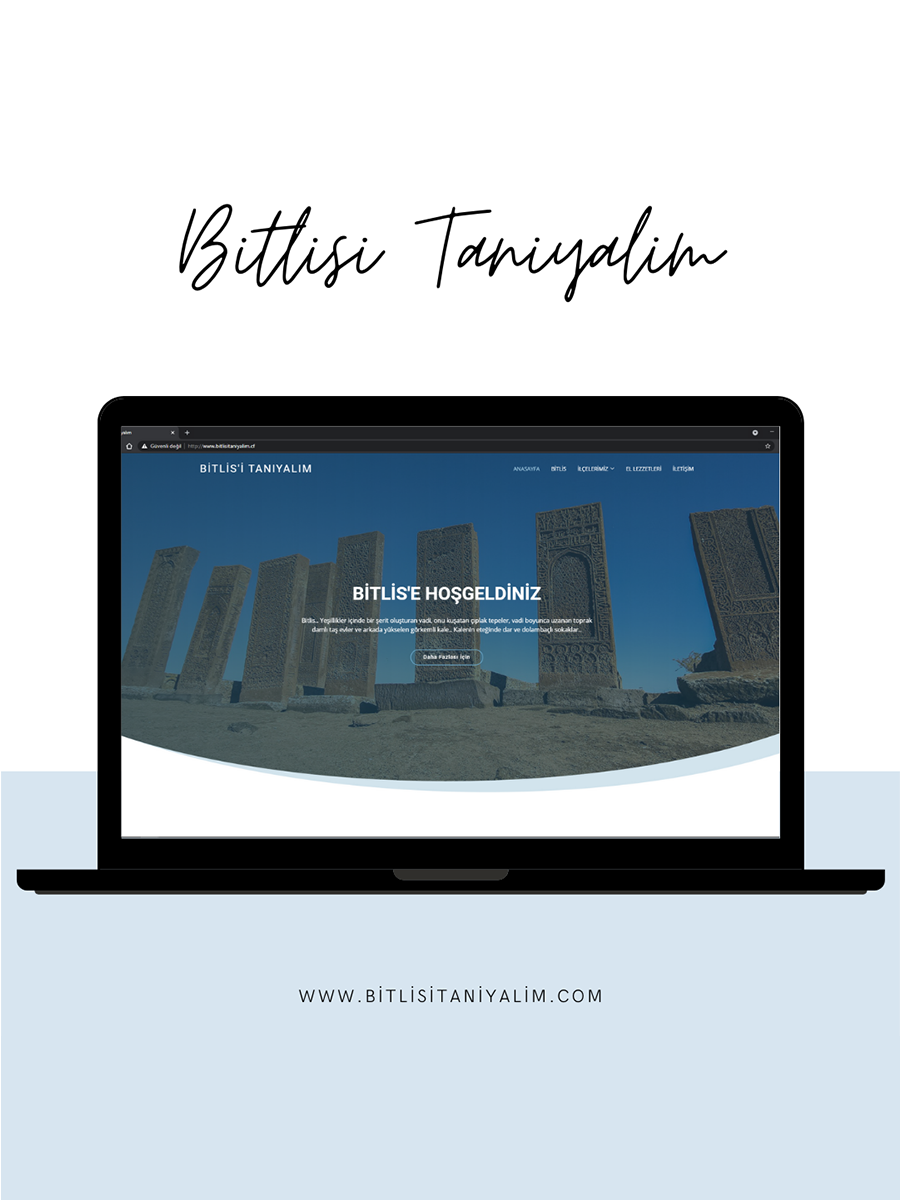 Bitlisi Taniyalim
yalim
Güvenli değil | http://www.bitlisitaniyalim.cf
BİTLİS'İ TANIYALIM
ANASAYFA BİTLİS İLÇELERİMİZ EL LEZZETLERİ İLETİŞİM
BİTLİS'E HOŞGELDİNİZ
Bitlis.. Yeşillikler içinde bir şerit oluşturan vadi, onu kuşatan çıplak tepeler, vadi boyunca uzanan toprak
damlı taş evler ve arkada yükselen görkemli kale.. Kalenin eteğinde dar ve dolambaçlı sokaklar..
Daha Fazlası İçin
WWW.BİTLİSİTANİYALİM.COM